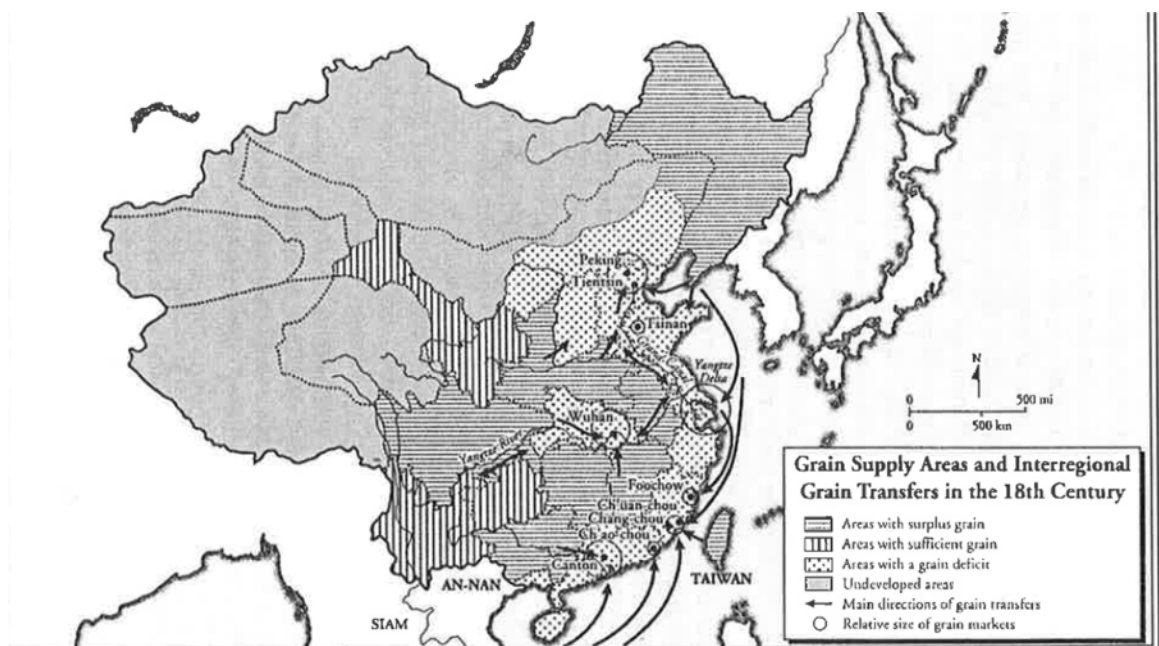 Peking
Tientsin
Tsinan
Grand Canal
Yangtze
Delta
Wuhan
Yangtze River
Foochow
Ch'üan-chou
Chang-chou
Ch'ao-chou
Canton
AN-NAN
SIAM
TAIWAN
N
0 500 mi
0 500 km
Grain Supply Areas and Interregional
Grain Transfers in the 18th Century
Areas with surplus grain
Areas with sufficient grain
Areas with a grain deficit
Undeveloped areas
Main directions of grain transfers
Relative size of grain markets